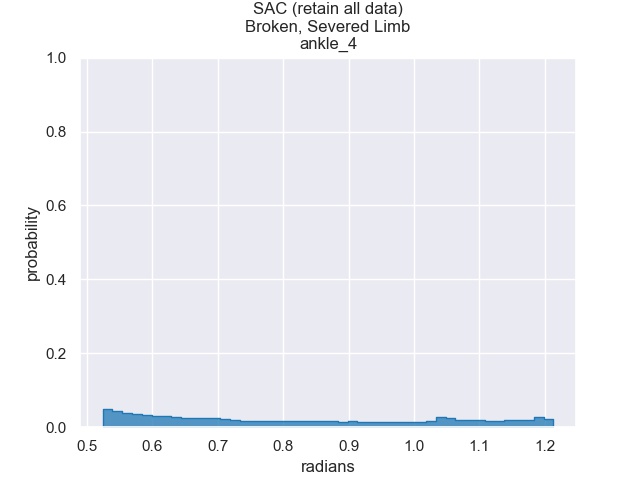 SAC (retain all data)
Broken, Severed Limb
ankle_4
1.0
0.8
0.6
0.4
0.2
0.0
probability
0.5 0.6 0.7 0.8 0.9 1.0 1.1 1.2
radians